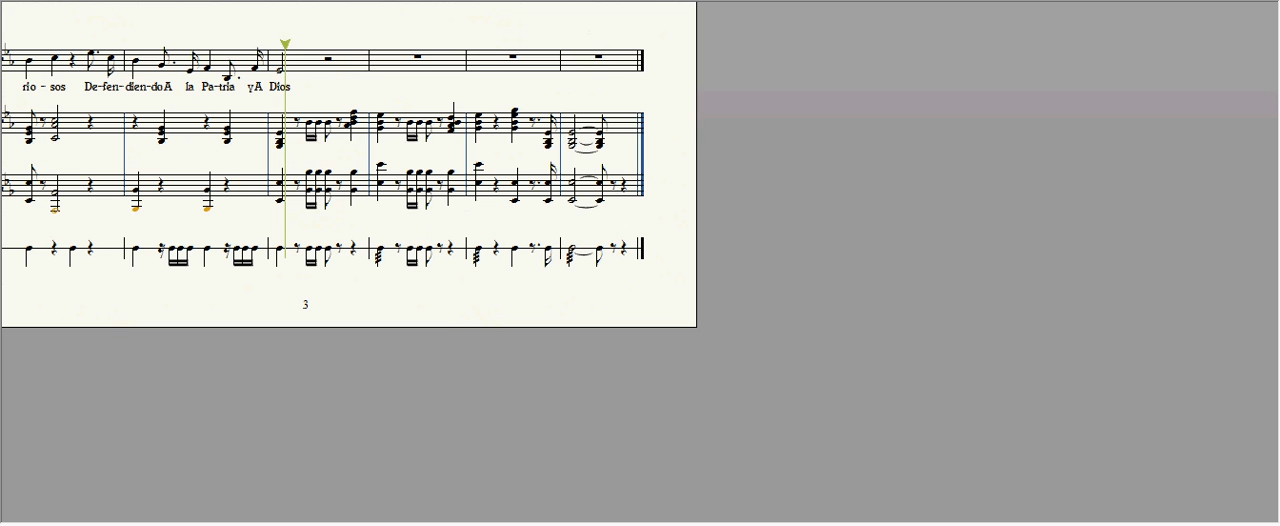 rio - sos De-fen-dien-doA la Pa-tria yA Dios
3